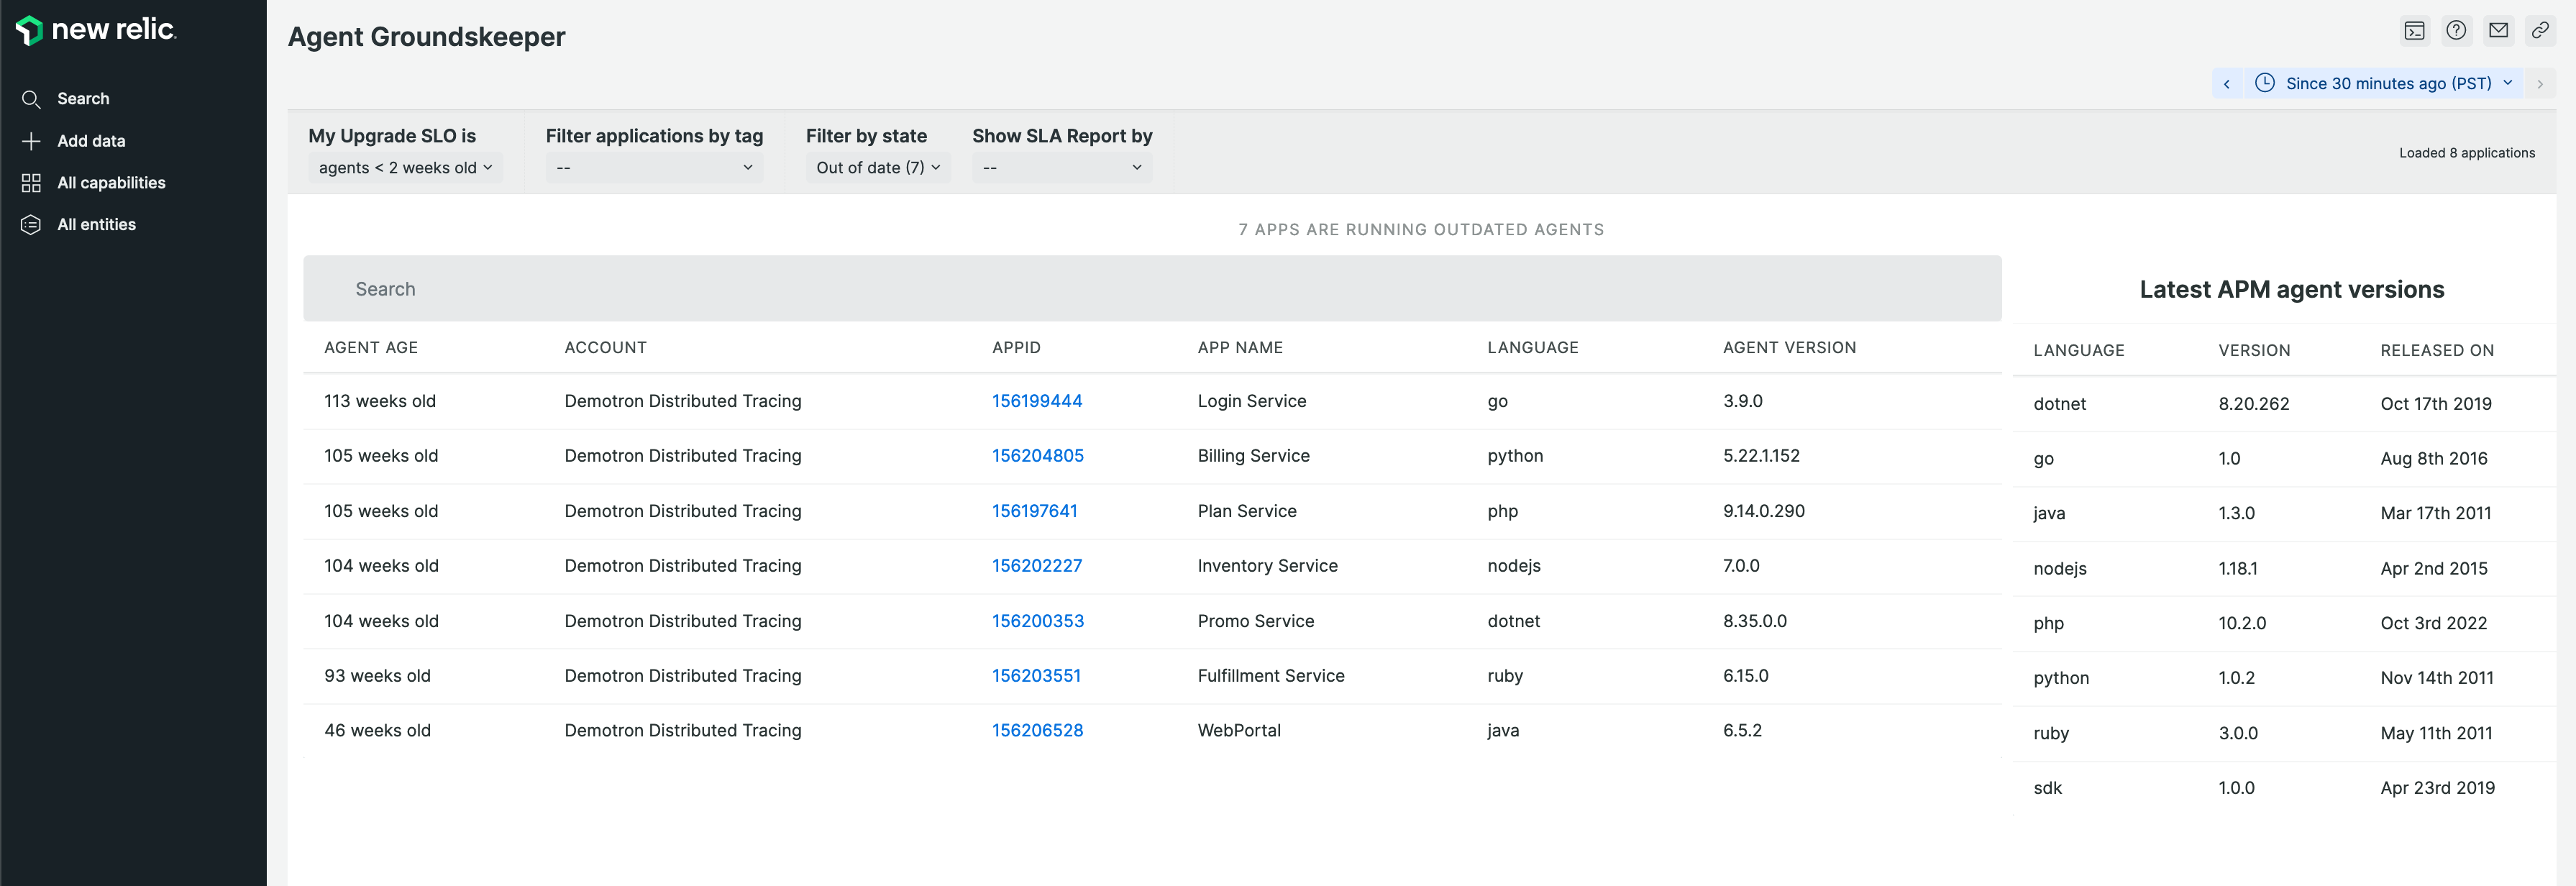 new relic.
Search
Add data
All capabilities
All entities
Agent Groundskeeper
Since 30 minutes ago (PST)
My Upgrade SLO is
agents < 2 weeks old
Filter applications by tag
--
Filter by state
Out of date (7)
Show SLA Report by
--
Loaded 8 applications
7 APPS ARE RUNNING OUTDATED AGENTS
Search
AGENT AGE ACCOUNT APPID APP NAME LANGUAGE AGENT VERSION
113 weeks old Demotron Distributed Tracing 156199444 Login Service go 3.9.0
105 weeks old Demotron Distributed Tracing 156204805 Billing Service python 5.22.1.152
105 weeks old Demotron Distributed Tracing 156197641 Plan Service php 9.14.0.290
104 weeks old Demotron Distributed Tracing 156202227 Inventory Service nodejs 7.0.0
104 weeks old Demotron Distributed Tracing 156200353 Promo Service dotnet 8.35.0.0
93 weeks old Demotron Distributed Tracing 156203551 Fulfillment Service ruby 6.15.0
46 weeks old Demotron Distributed Tracing 156206528 WebPortal java 6.5.2
Latest APM agent versions
LANGUAGE VERSION RELEASED ON
dotnet 8.20.262 Oct 17th 2019
go 1.0 Aug 8th 2016
java 1.3.0 Mar 17th 2011
nodejs 1.18.1 Apr 2nd 2015
php 10.2.0 Oct 3rd 2022
python 1.0.2 Nov 14th 2011
ruby 3.0.0 May 11th 2011
sdk 1.0.0 Apr 23rd 2019